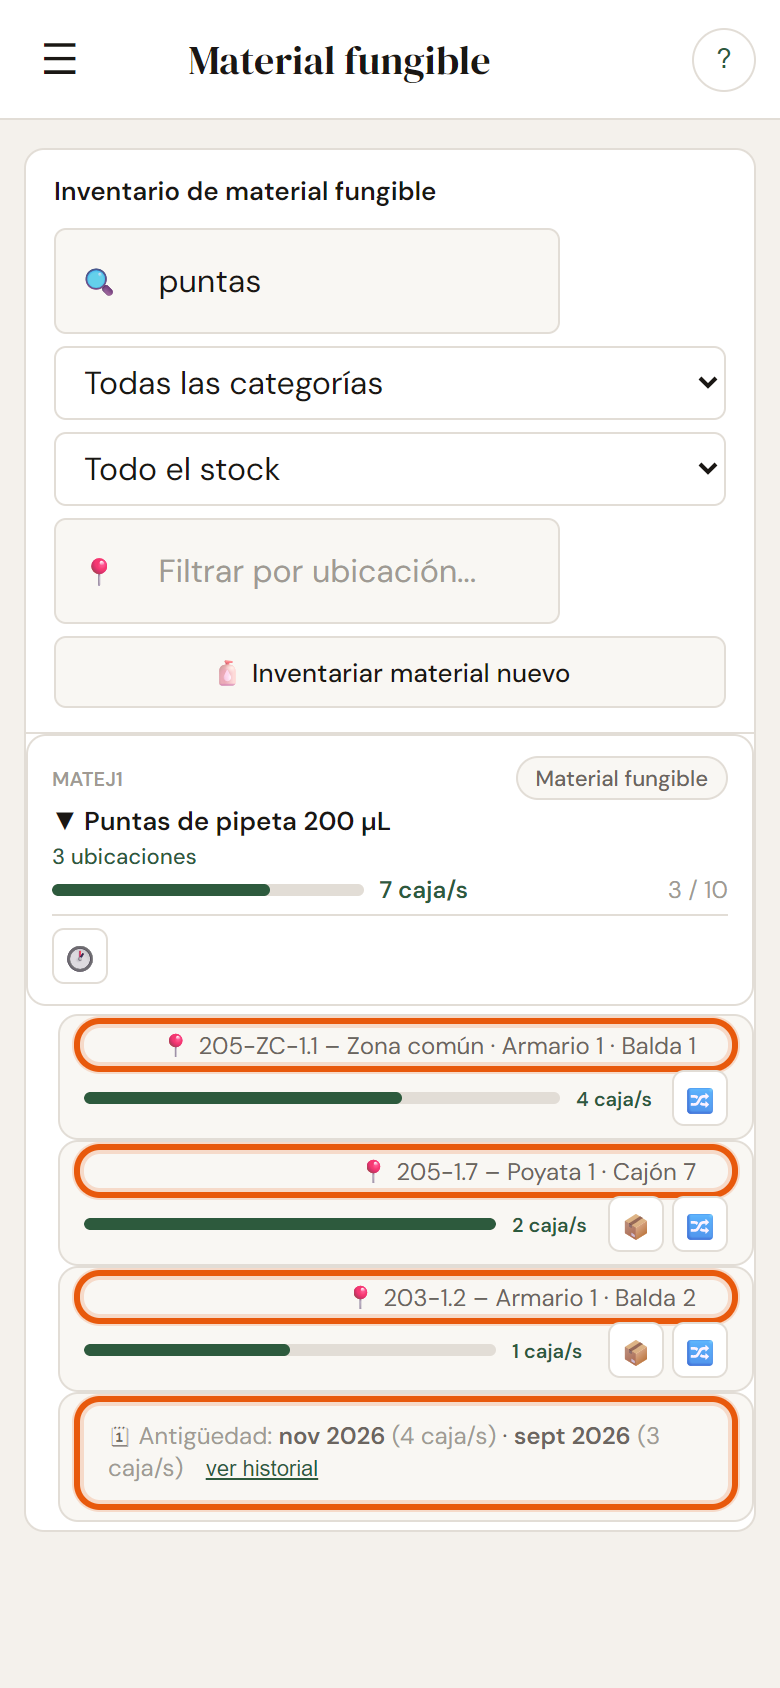 ☰ Material fungible ?
Inventario de material fungible
🔍 puntas
Todas las categorías
Todo el stock
📍 Filtrar por ubicación...
🧴 Inventariar material nuevo
MATEJ1 Material fungible
▼ Puntas de pipeta 200 µL
3 ubicaciones
7 caja/s 3 / 10
📍 205-ZC-1.1 – Zona común · Armario 1 · Balda 1
4 caja/s
📍 205-1.7 – Poyata 1 · Cajón 7
2 caja/s
📍 203-1.2 – Armario 1 · Balda 2
1 caja/s
🗓 Antigüedad: nov 2026 (4 caja/s) · sept 2026 (3
caja/s) ver historial